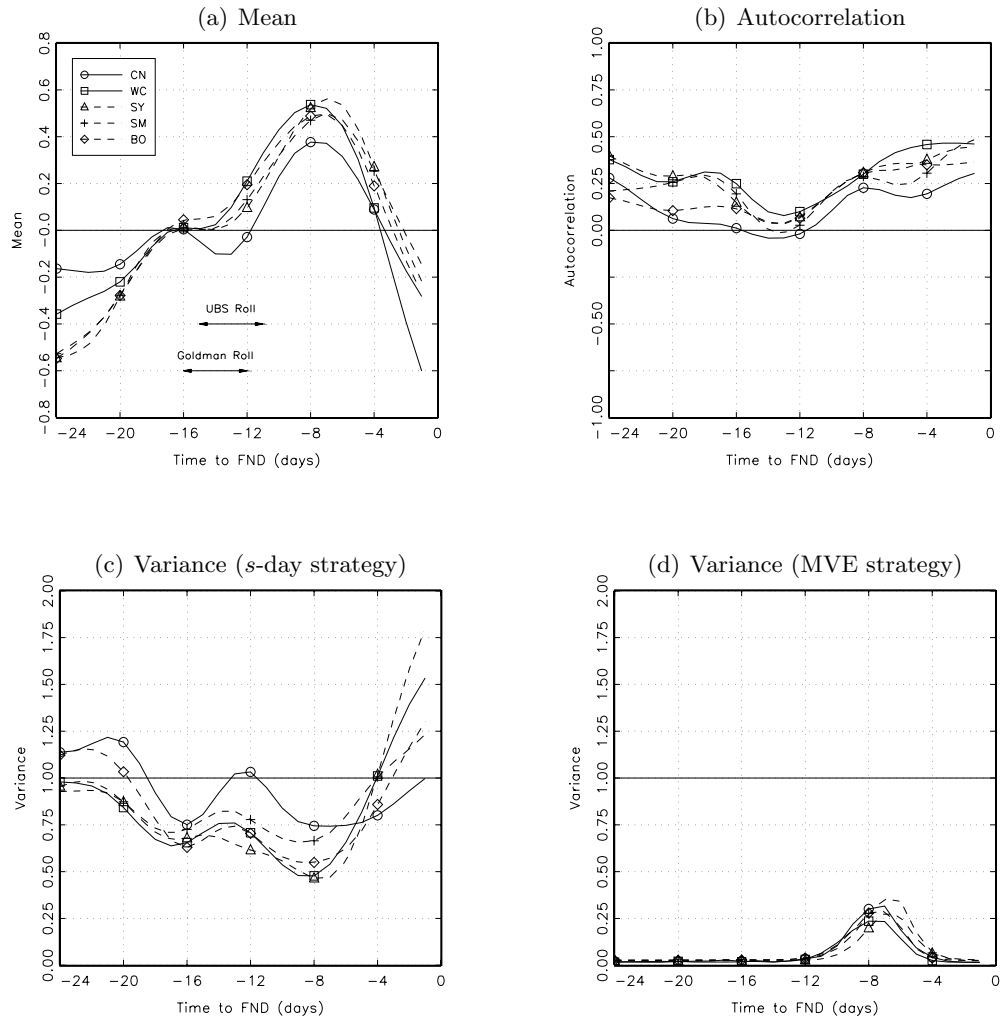 (a) Mean
0.8
0.6
0.4
0.2
−0.0
−0.2
−0.4
−0.6
−0.8
Mean
CN
WC
SY
SM
BO
UBS Roll
Goldman Roll
−24 −20 −16 −12 −8 −4 0
Time to FND (days)
(b) Autocorrelation
1.00
0.75
0.50
0.25
0.00
−0.25
−0.50
−0.75
−1.00
Autocorrelation
−24 −20 −16 −12 −8 −4 0
Time to FND (days)
(c) Variance (s-day strategy)
2.00
1.75
1.50
1.25
1.00
0.75
0.50
0.25
0.00
Variance
−24 −20 −16 −12 −8 −4 0
Time to FND (days)
(d) Variance (MVE strategy)
2.00
1.75
1.50
1.25
1.00
0.75
0.50
0.25
0.00
Variance
−24 −20 −16 −12 −8 −4 0
Time to FND (days)